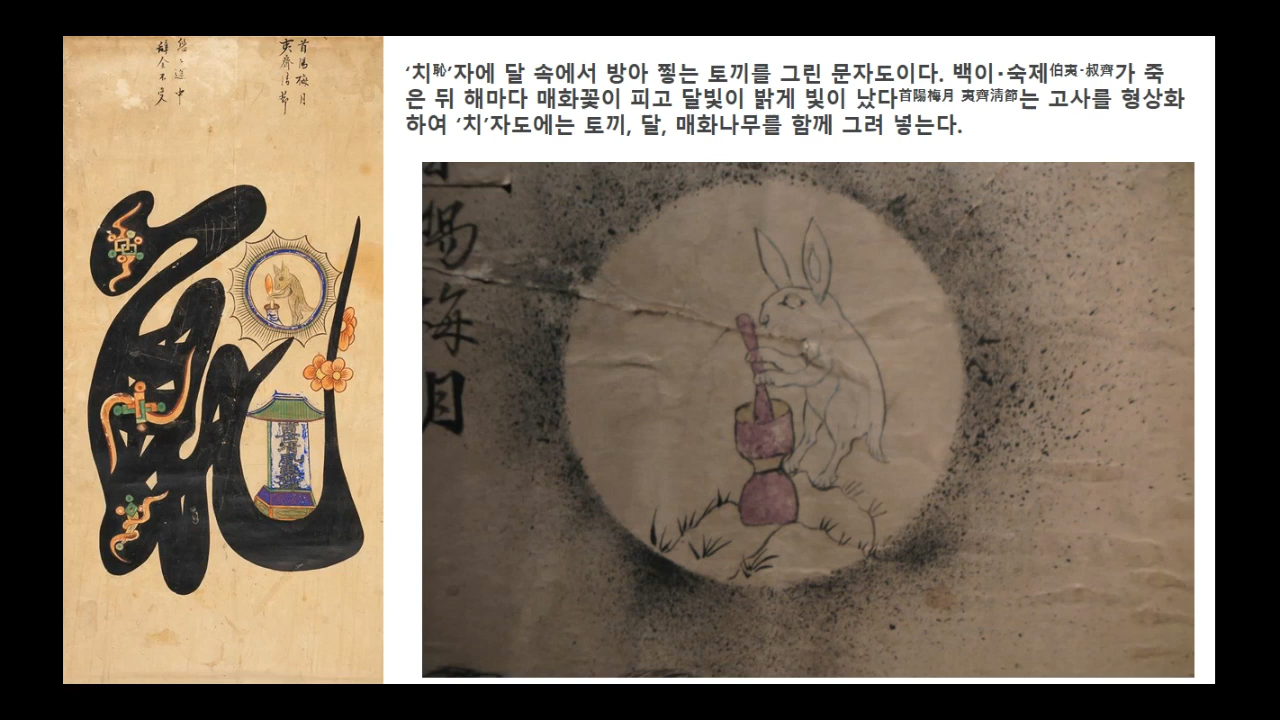 首陽梅月
夷齊淸節
'치恥'자에 달 속에서 방아 찧는 토끼를 그린 문자도이다. 백이·숙제伯夷·叔齊가 죽
은 뒤 해마다 매화꽃이 피고 달빛이 밝게 빛이 났다首陽梅月 夷齊淸節는 고사를 형상화
하여 '치'자도에는 토끼, 달, 매화나무를 함께 그려 넣는다.
陽梅月